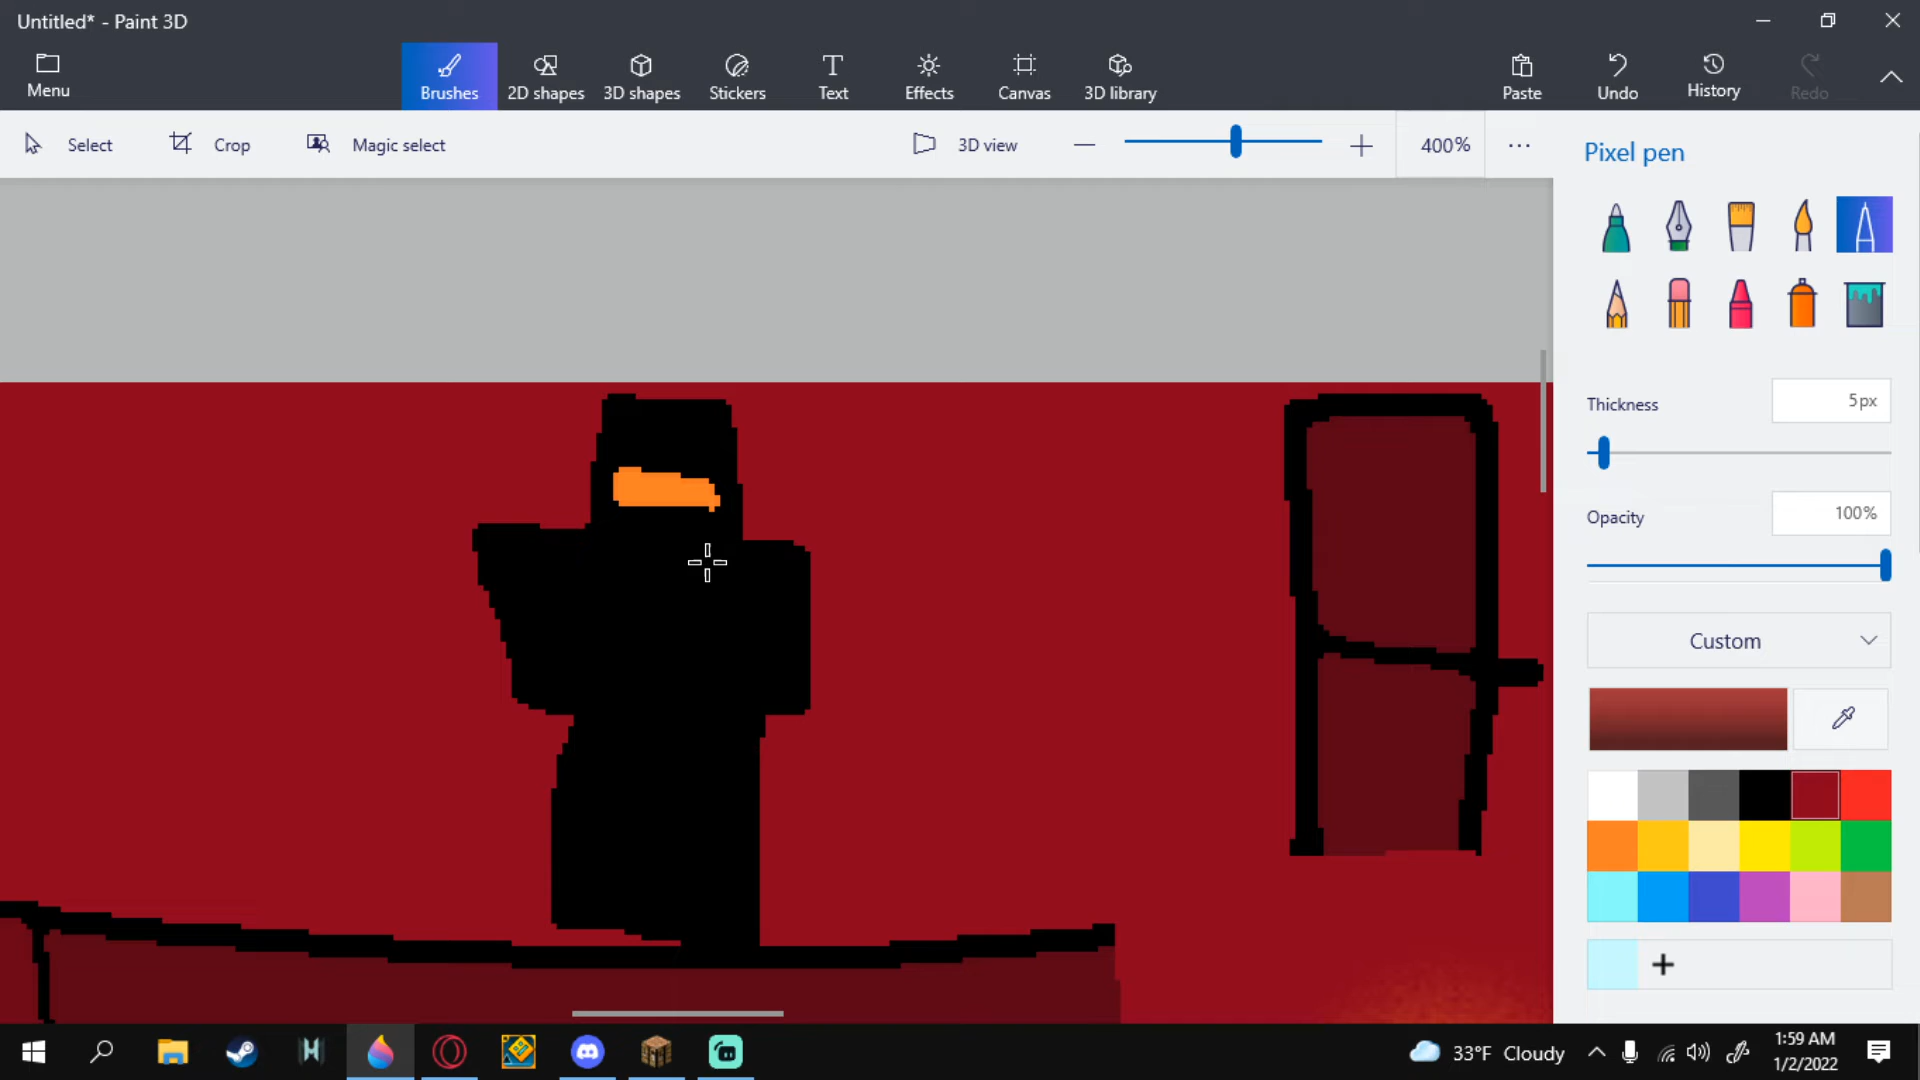 Untitled* - Paint 3D
Menu
Brushes
2D shapes
3D shapes
Stickers
Text
Effects
Canvas
3D library
Paste
Undo
History
Redo
Select
Crop
Magic select
3D view
400%
Pixel pen
Thickness
5px
Opacity
100%
Custom
33°F Cloudy
1:59 AM
1/2/2022